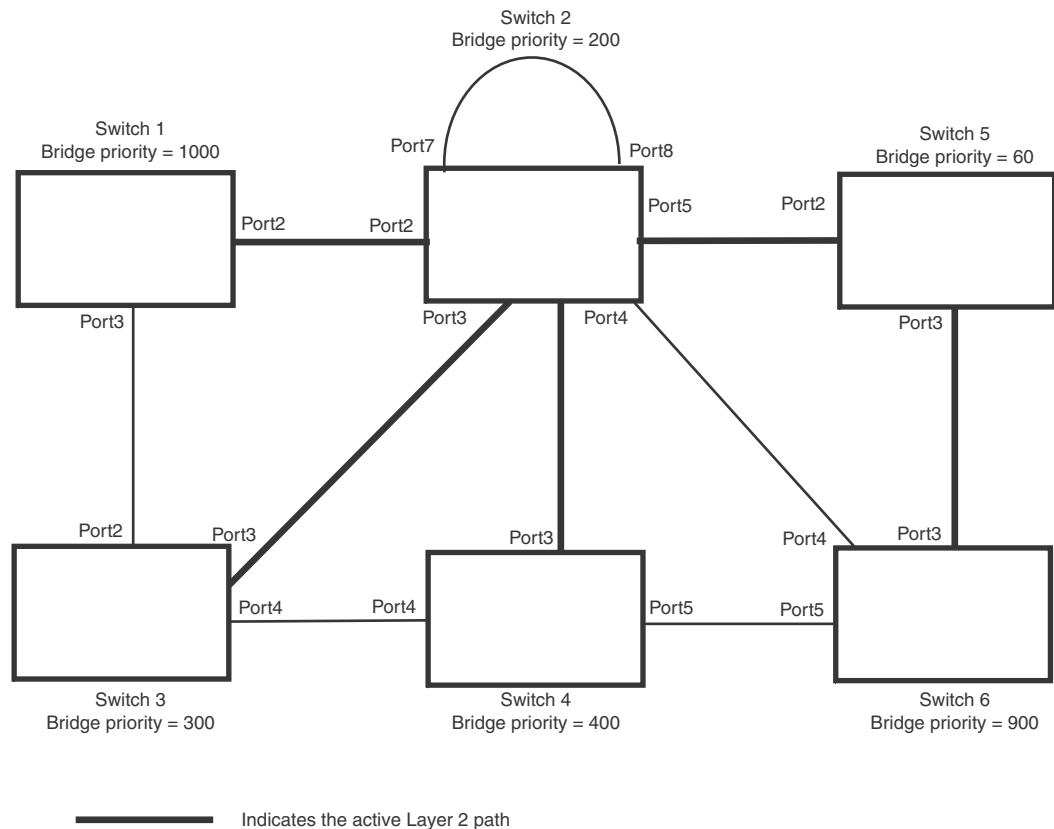 Switch 2
Bridge priority = 200
Switch 1
Bridge priority = 1000
Switch 5
Bridge priority = 60
Port7
Port8
Port2
Port2
Port5
Port2
Port3
Port3
Port4
Port3
Port2
Port3
Port3
Port4
Port3
Port4
Port4
Port5
Port5
Switch 3
Bridge priority = 300
Switch 4
Bridge priority = 400
Switch 6
Bridge priority = 900
Indicates the active Layer 2 path